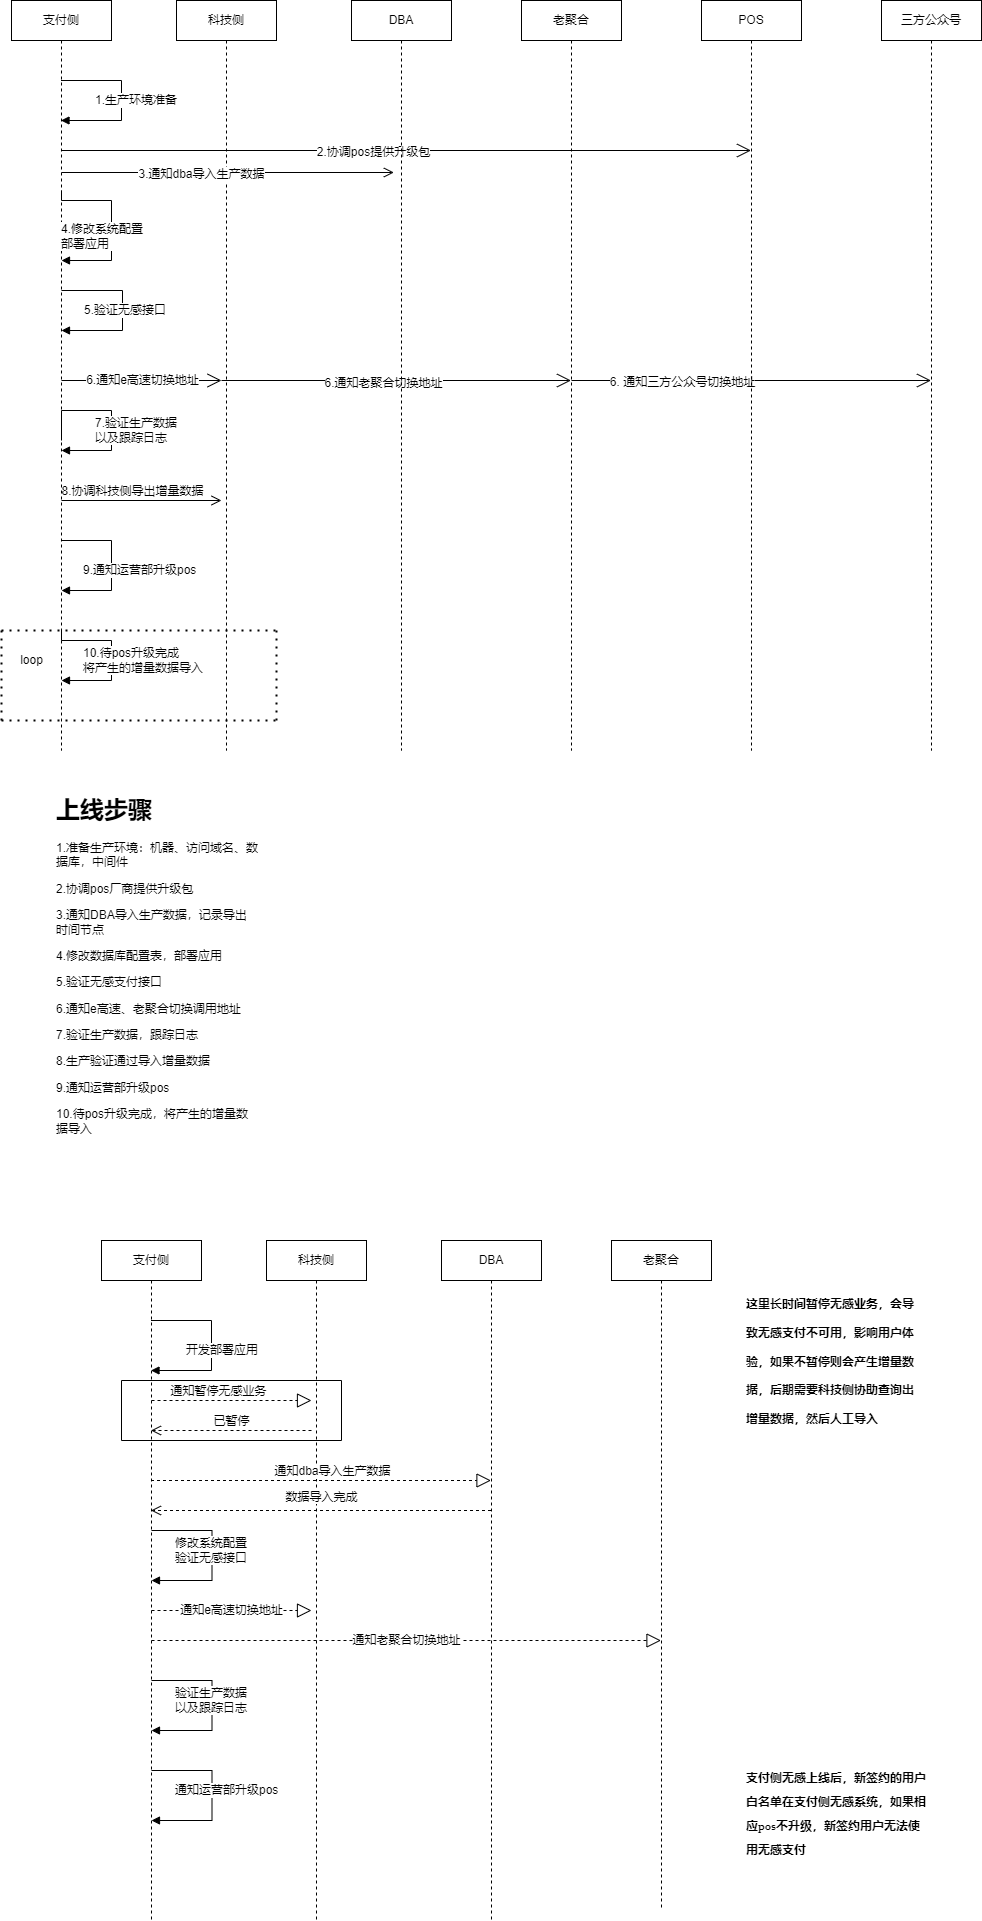 支付侧
科技侧
DBA
老聚合
POS
三方公众号
1.生产环境准备
2.协调pos提供升级包
3.通知dba导入生产数据
4.修改系统配置
部署应用
5.验证无感接口
6.通知e高速切换地址
6.通知老聚合切换地址
6. 通知三方公众号切换地址
7.验证生产数据
以及跟踪日志
8.协调科技侧导出增量数据
9.通知运营部升级pos
loop
10.待pos升级完成
将产生的增量数据导入
上线步骤
1.准备生产环境：机器、访问域名、数
据库，中间件
2.协调pos厂商提供升级包
3.通知DBA导入生产数据，记录导出
时间节点
4.修改数据库配置表，部署应用
5.验证无感支付接口
6.通知e高速、老聚合切换调用地址
7.验证生产数据，跟踪日志
8.生产验证通过导入增量数据
9.通知运营部升级pos
10.待pos升级完成，将产生的增量数
据导入
支付侧
科技侧
DBA
老聚合
这里长时间暂停无感业务，会导
致无感支付不可用，影响用户体
验，如果不暂停则会产生增量数
据，后期需要科技侧协助查询出
增量数据，然后人工导入
开发部署应用
通知暂停无感业务
已暂停
通知dba导入生产数据
数据导入完成
修改系统配置
验证无感接口
通知e高速切换地址
通知老聚合切换地址
验证生产数据
以及跟踪日志
通知运营部升级pos
支付侧无感上线后，新签约的用户
白名单在支付侧无感系统，如果相
应pos不升级，新签约用户无法使
用无感支付